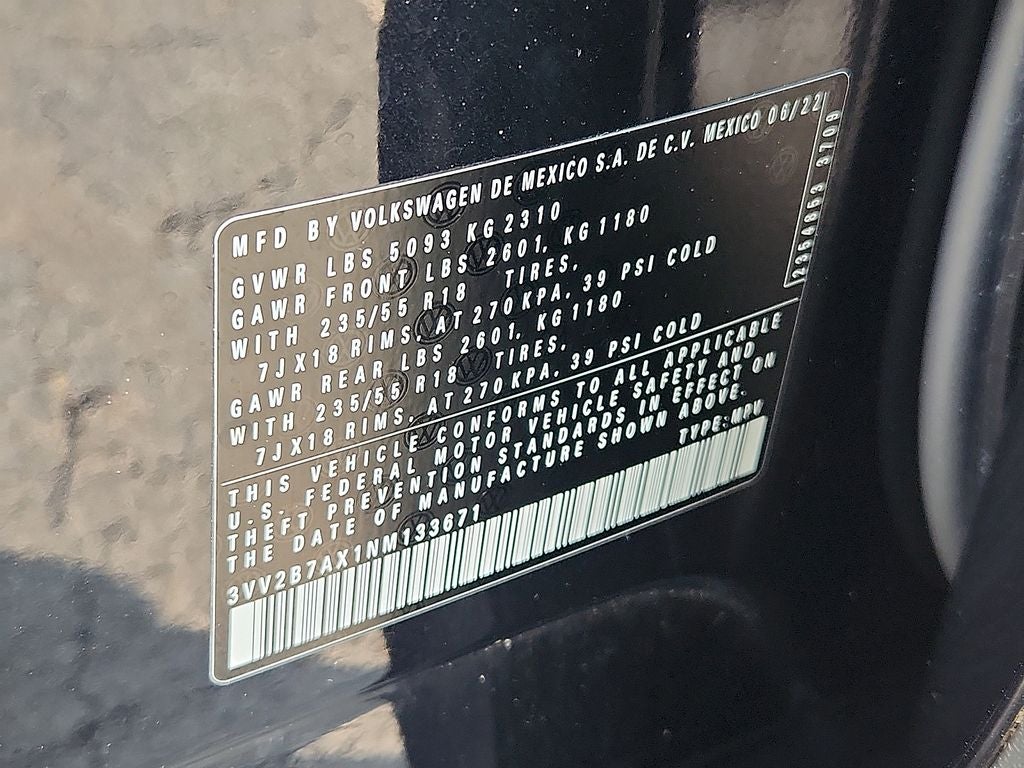 MFD BY VOLKSWAGEN DE MEXICO S.A. DE C.V. MEXICO 06/22
GVWR LBS 5093 KG 2310
GAWR FRONT LBS 2601, KG 1180
WITH 235/55 R18 TIRES,
7JX18 RIMS, AT 270 KPA, 39 PSI COLD
GAWR REAR LBS 2601, KG 1180
WITH 235/55 R18 TIRES,
7JX18 RIMS, AT 270 KPA, 39 PSI COLD
THIS VEHICLE CONFORMS TO ALL APPLICABLE
U.S. FEDERAL MOTOR VEHICLE SAFETY AND
THEFT PREVENTION STANDARDS IN EFFECT ON
THE DATE OF MANUFACTURE SHOWN ABOVE.
3VV2B7AX1NM133671 TYPE:MPV